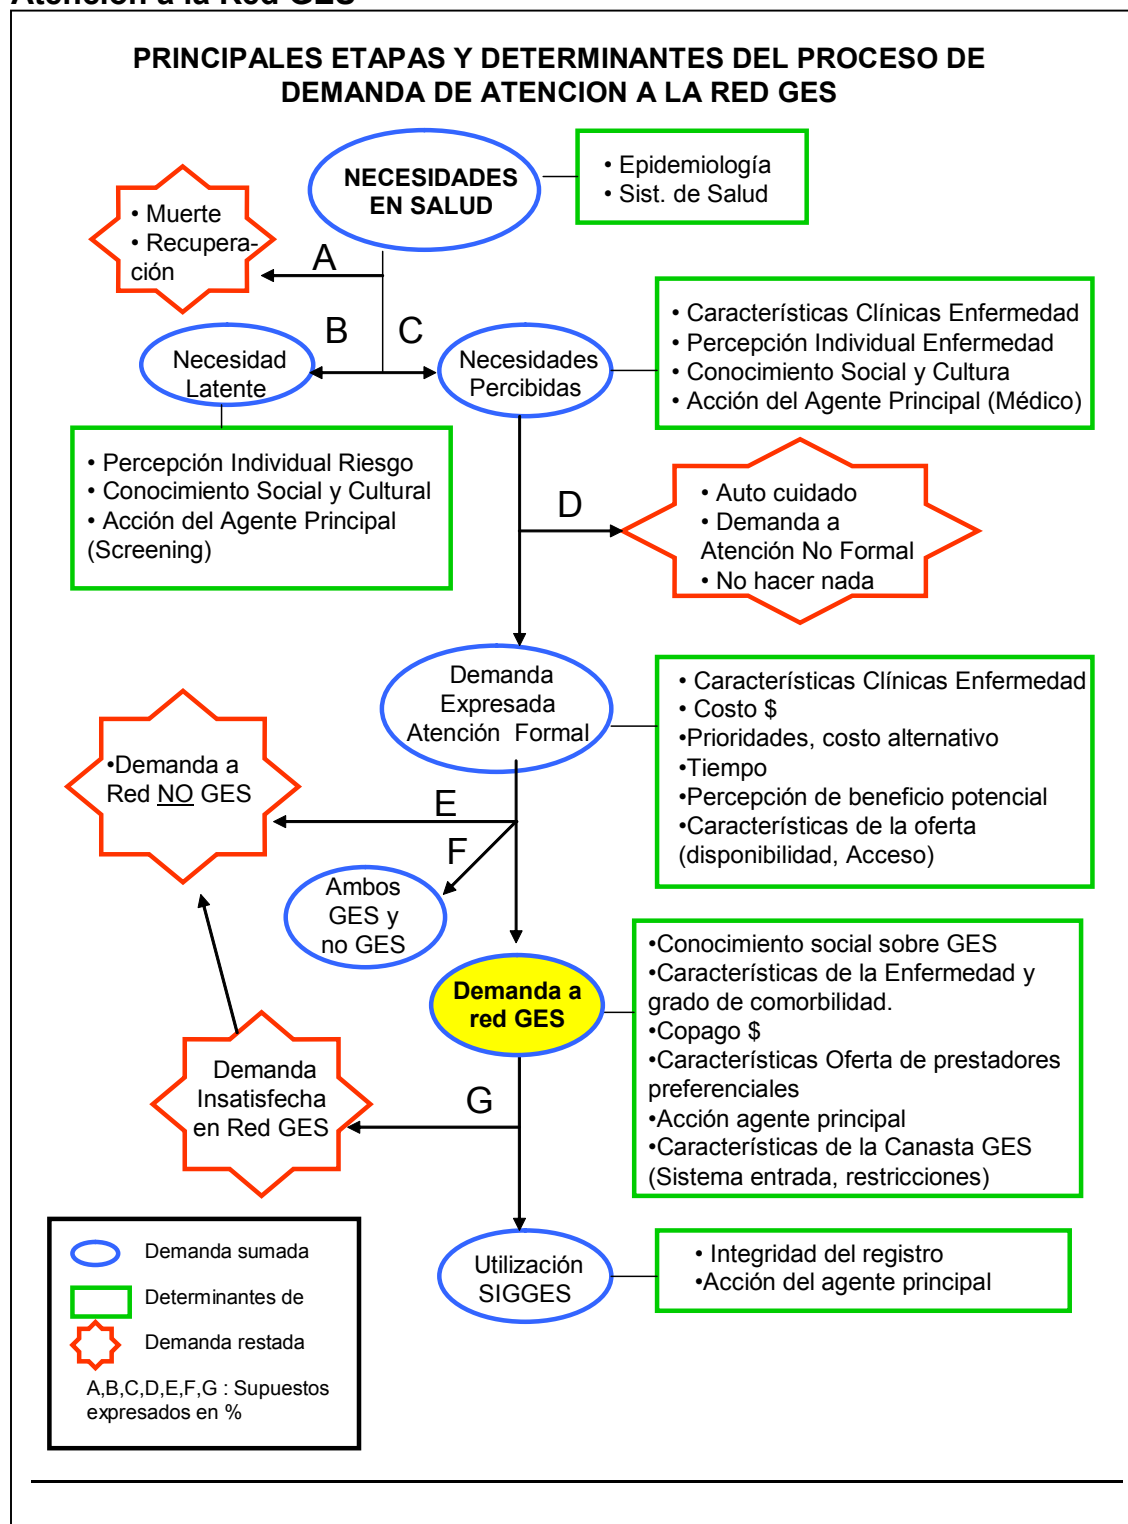 Atención a la Red GES
PRINCIPALES ETAPAS Y DETERMINANTES DEL PROCESO DE
DEMANDA DE ATENCION A LA RED GES
NECESIDADES
EN SALUD
• Epidemiología
• Sist. de Salud
• Muerte
• Recupera-
ción
A
B
C
Necesidad
Latente
Necesidades
Percibidas
• Característícas Clínicas Enfermedad
• Percepción Individual Enfermedad
• Conocimiento Social y Cultura
• Acción del Agente Principal (Médico)
• Percepción Individual Riesgo
• Conocimiento Social y Cultural
• Acción del Agente Principal
(Screening)
D
• Auto cuidado
• Demanda a
Atención No Formal
• No hacer nada
Demanda
Expresada
Atención Formal
• Características Clínicas Enfermedad
• Costo $
•Prioridades, costo alternativo
•Tiempo
•Percepción de beneficio potencial
•Características de la oferta
(disponibilidad, Acceso)
•Demanda a
Red NO GES
E
F
Ambos
GES y
no GES
Demanda a
red GES
•Conocimiento social sobre GES
•Características de la Enfermedad y
grado de comorbilidad.
•Copago $
•Características Oferta de prestadores
preferenciales
•Acción agente principal
•Características de la Canasta GES
(Sistema entrada, restricciones)
Demanda
Insatisfecha
en Red GES
G
Utilización
SIGGES
• Integridad del registro
•Acción del agente principal
Demanda sumada
Determinantes de
Demanda restada
A,B,C,D,E,F,G : Supuestos
expresados en %